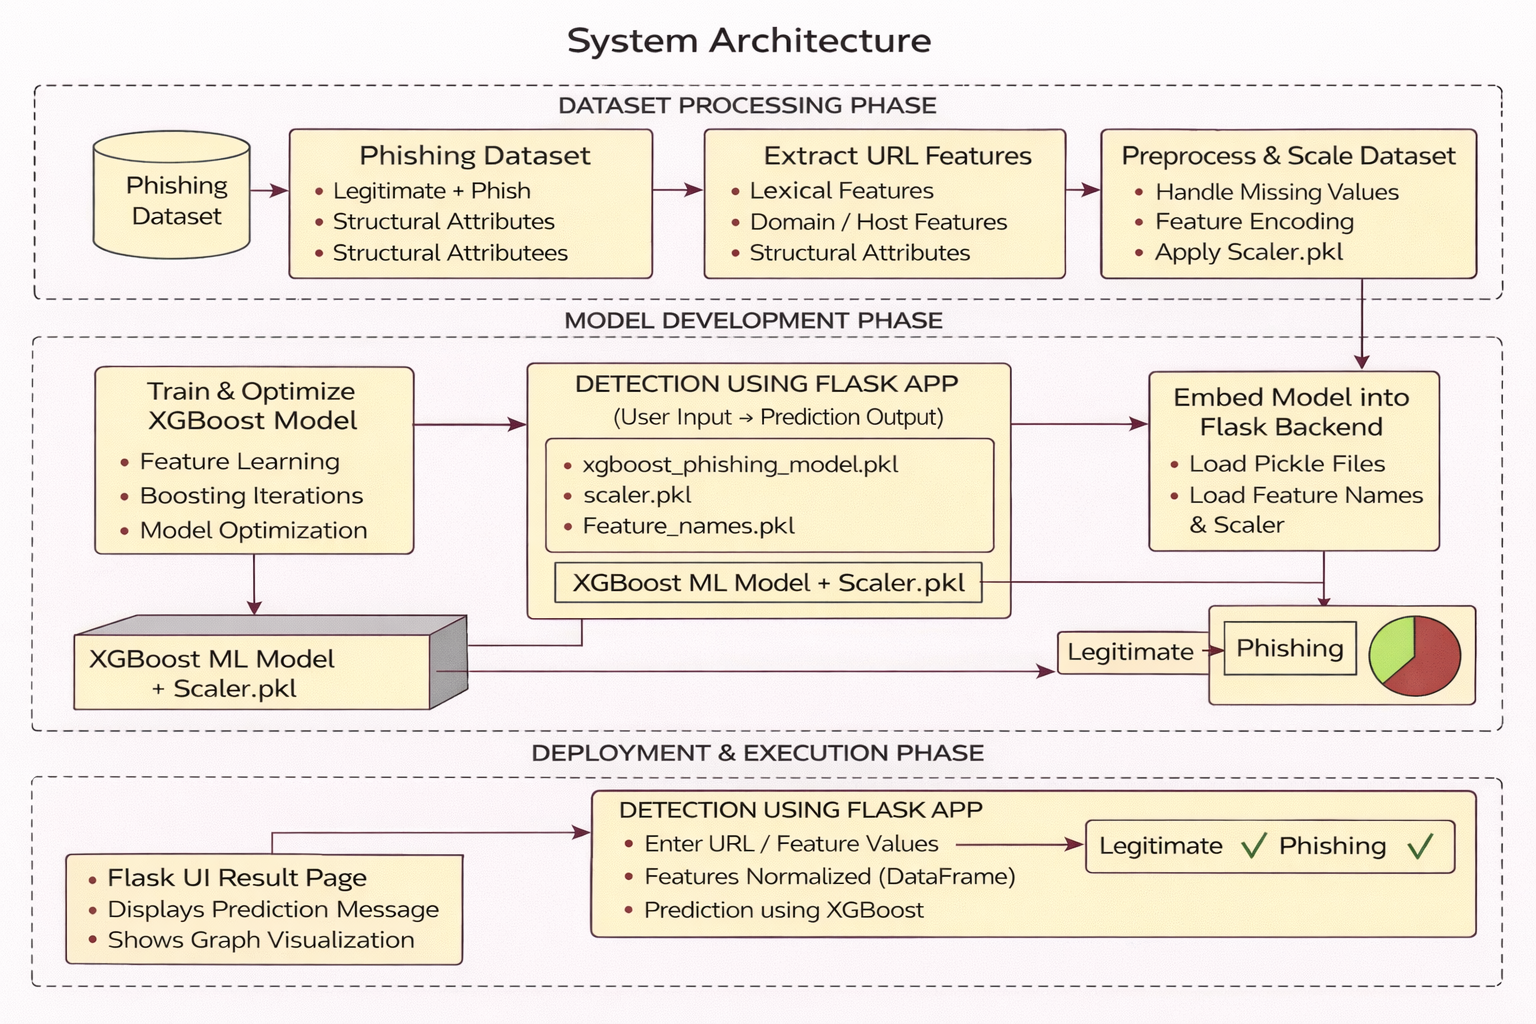 System Architecture
DATASET PROCESSING PHASE
Phishing
Dataset
Phishing Dataset
• Legitimate + Phish
• Structural Attributes
• Structural Attributees
Extract URL Features
• Lexical Features
• Domain / Host Features
• Structural Attributes
Preprocess & Scale Dataset
• Handle Missing Values
• Feature Encoding
• Apply Scaler.pkl
MODEL DEVELOPMENT PHASE
Train & Optimize
XGBoost Model
• Feature Learning
• Boosting Iterations
• Model Optimization
DETECTION USING FLASK APP
(User Input → Prediction Output)
• xgboost_phishing_model.pkl
• scaler.pkl
• Feature_names.pkl
XGBoost ML Model + Scaler.pkl
Embed Model into
Flask Backend
• Load Pickle Files
• Load Feature Names
& Scaler
XGBoost ML Model
+ Scaler.pkl
Legitimate
Phishing
DEPLOYMENT & EXECUTION PHASE
• Flask UI Result Page
• Displays Prediction Message
• Shows Graph Visualization
DETECTION USING FLASK APP
• Enter URL / Feature Values
• Features Normalized (DataFrame)
• Prediction using XGBoost
Legitimate ✓ Phishing ✓